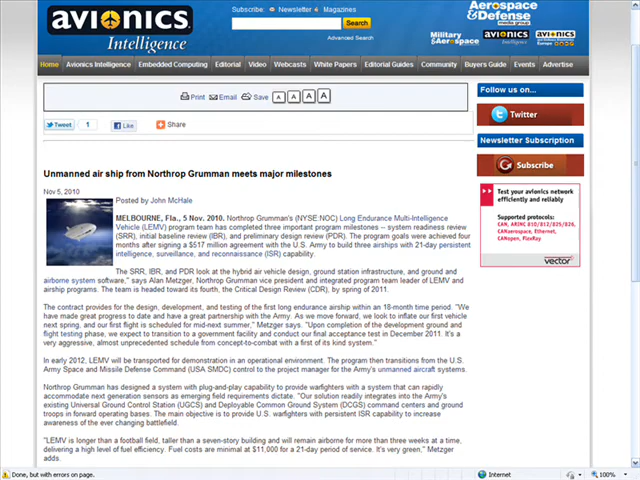 Subscribe: Newsletter Magazines
Aerospace
&Defense
media group
avionics
Intelligence
Search
Advanced Search
Military
&Aerospace
avionics
Intelligence
Home Avionics Intelligence Embedded Computing Editorial Video Webcasts White Papers Editorial Guides Community Buyers Guide Events Advertise
Print Email Save A A A A
Follow us on...
Twitter
Tweet 1 Like Share
Newsletter Subscription
Subscribe
Unmanned air ship from Northrop Grumman meets major milestones
Nov 5, 2010
Posted by John McHale
MELBOURNE, Fla., 5 Nov. 2010. Northrop Grumman's (NYSE NOC) Long Endurance Multi-Intelligence
Vehicle (LEMV) program team has completed three important program milestones -- system readiness review
(SRR), initial baseline review (IBR), and preliminary design review (PDR). The program goals were achieved four
months after signing a $517 million agreement with the U.S. Army to build three airships with 21-day persistent
intelligence, surveillance, and reconnaissance (ISR) capability.
The SRR, IBR, and PDR look at the hybrid air vehicle design, ground station infrastructure, and ground and
airborne system software," says Alan Metzger, Northrop Grumman vice president and integrated program team leader of LEMV and
airship programs. The team is headed toward its fourth, the Critical Design Review (CDR), by spring of 2011.
The contract provides for the design, development, and testing of the first long endurance airship within an 18-month time period. "We
have made great progress to date and have a great partnership with the Army. As we move forward, we look to inflate our first vehicle
next spring, and our first flight is scheduled for mid-next summer," Metzger says. "Upon completion of the development ground and
flight testing phase, we expect to transition to a government facility and conduct our final acceptance test in December 2011. It's a
very aggressive, almost unprecedented schedule from concept-to-combat with a first of its kind system."
In early 2012, LEMV will be transported for demonstration in an operational environment. The program then transitions from the U.S.
Army Space and Missile Defense Command (USA SMDC) control to the project manager for the Army's unmanned aircraft systems.
Northrop Grumman has designed a system with plug-and-play capability to provide warfighters with a system that can rapidly
accommodate next generation sensors as emerging field requirements dictate. "Our solution readily integrates into the Army's
existing Universal Ground Control Station (UGCS) and Deployable Common Ground System (DCGS) command centers and ground
troops in forward operating bases. The main objective is to provide U.S. warfighters with persistent ISR capability to increase
awareness of the ever changing battlefield.
"LEMV is longer than a football field, taller than a seven-story building and will remain airborne for more than three weeks at a time,
delivering a high level of fuel efficiency. Fuel costs are minimal at $11,000 for a 21-day period of service. It's very green," Metzger
adds.
Test your avionics network
efficiently and reliably
Supported protocols:
CAN, ARINC 810/812/825/826,
CANaerospace, Ethernet,
CANopen, FlexRay
vector
Done, but with errors on page. Internet 100%